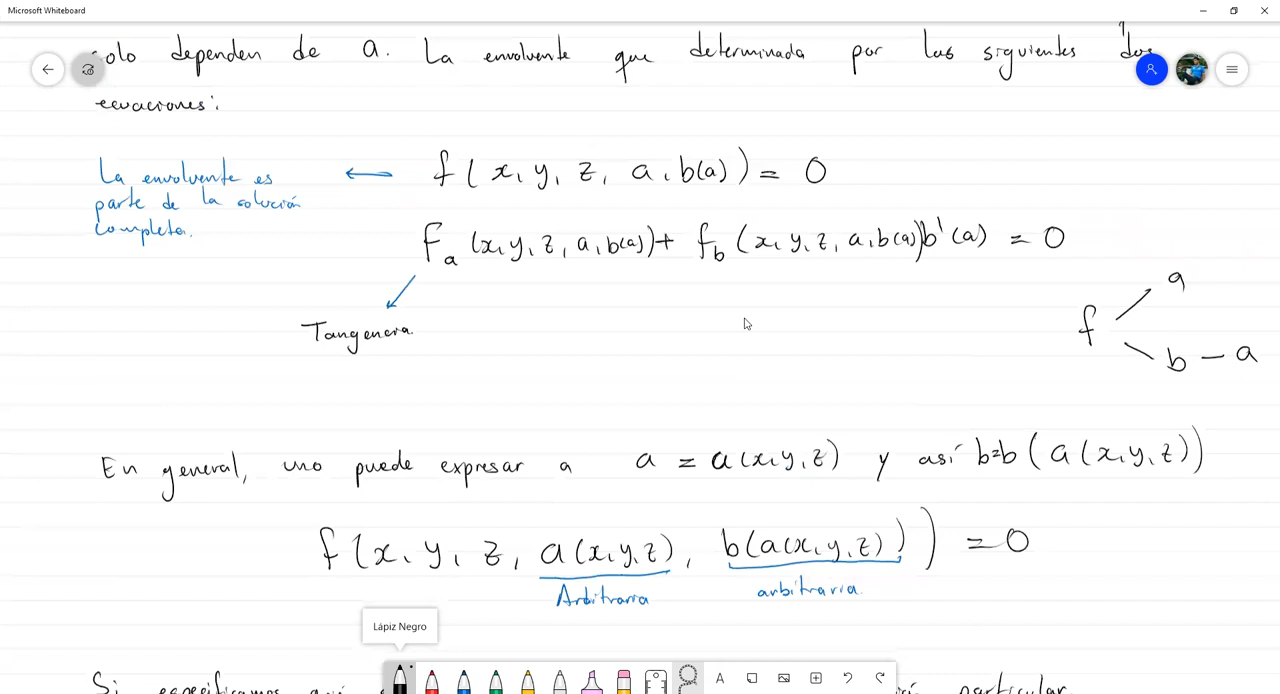 Microsoft Whiteboard
solo dependen de a. La envolvente que determinada por las siguientes dos
ecuaciones:
La envolvente es
parte de la solución
completa.
f(x, y, z, a, b(a)) = 0
Fa (x, y, z, a, b(a)) + fb (x, y, z, a, b(a)) b'(a) = 0
Tangencia.
f
a
b - a
En general, uno puede expresar a a = a(x, y, z) y así b=b(a(x, y, z))
f(x, y, z, a(x, y, z), b(a(x, y, z))) = 0
Arbitraria
arbitraria.
Lápiz Negro
Si especificamos
particular